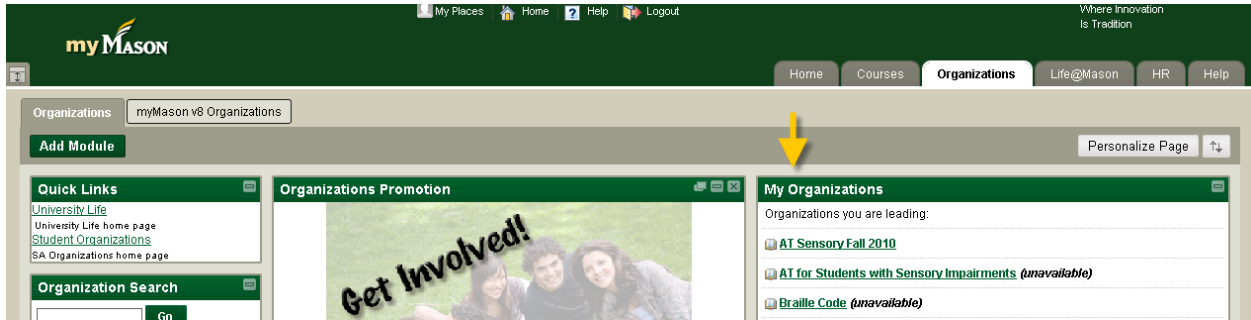 My Places Home ? Help Logout
Where Innovation
Is Tradition
myMason
Home Courses Organizations Life@Mason HR Help
Organizations myMason v8 Organizations
Add Module Personalize Page
Quick Links
University Life
University Life home page
Student Organizations
SA Organizations home page
Organization Search
Go
Organizations Promotion
Get Involved!
My Organizations
Organizations you are leading:
AT Sensory Fall 2010
AT for Students with Sensory Impairments (unavailable)
Braille Code (unavailable)